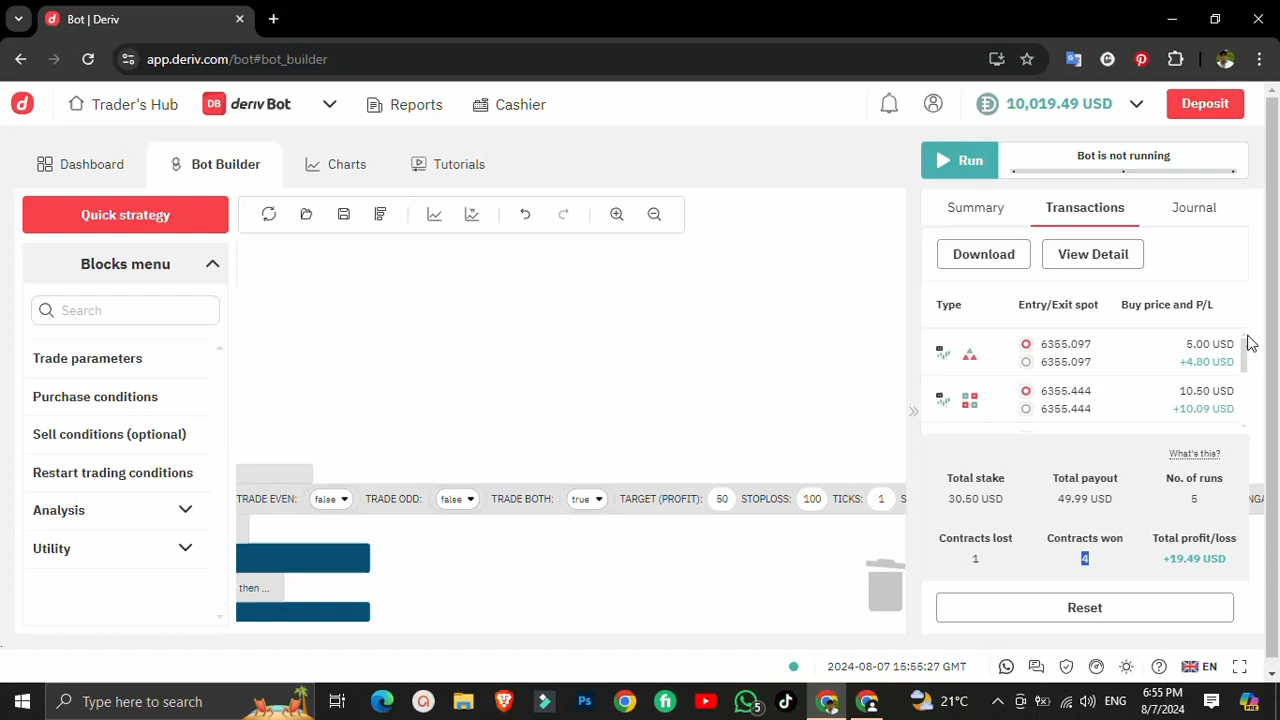 Bot | Deriv
app.deriv.com/bot#bot_builder
Trader's Hub
DB
deriv Bot
Reports
Cashier
10,019.49 USD
Deposit
Dashboard
Bot Builder
Charts
Tutorials
Run
Bot is not running
Quick strategy
Summary
Transactions
Journal
Blocks menu
Download
View Detail
Search
Type
Entry/Exit spot
Buy price and P/L
Trade parameters
6355.097
5.00 USD
6355.097
+4.80 USD
Purchase conditions
6355.444
10.50 USD
6355.444
+10.09 USD
Sell conditions (optional)
What's this?
Restart trading conditions
Total stake
Total payout
No. of runs
30.50 USD
49.99 USD
5
TRADE EVEN: false TRADE ODD: false TRADE BOTH: true TARGET (PROFIT): 50 STOPLOSS: 100 TICKS: 1 S
NGA
Analysis
Contracts lost
Contracts won
Total profit/loss
1
4
+19.49 USD
Utility
then ...
Reset
2024-08-07 15:55:27 GMT
EN
Type here to search
Ps
5
21°C
ENG
6:55 PM
8/7/2024